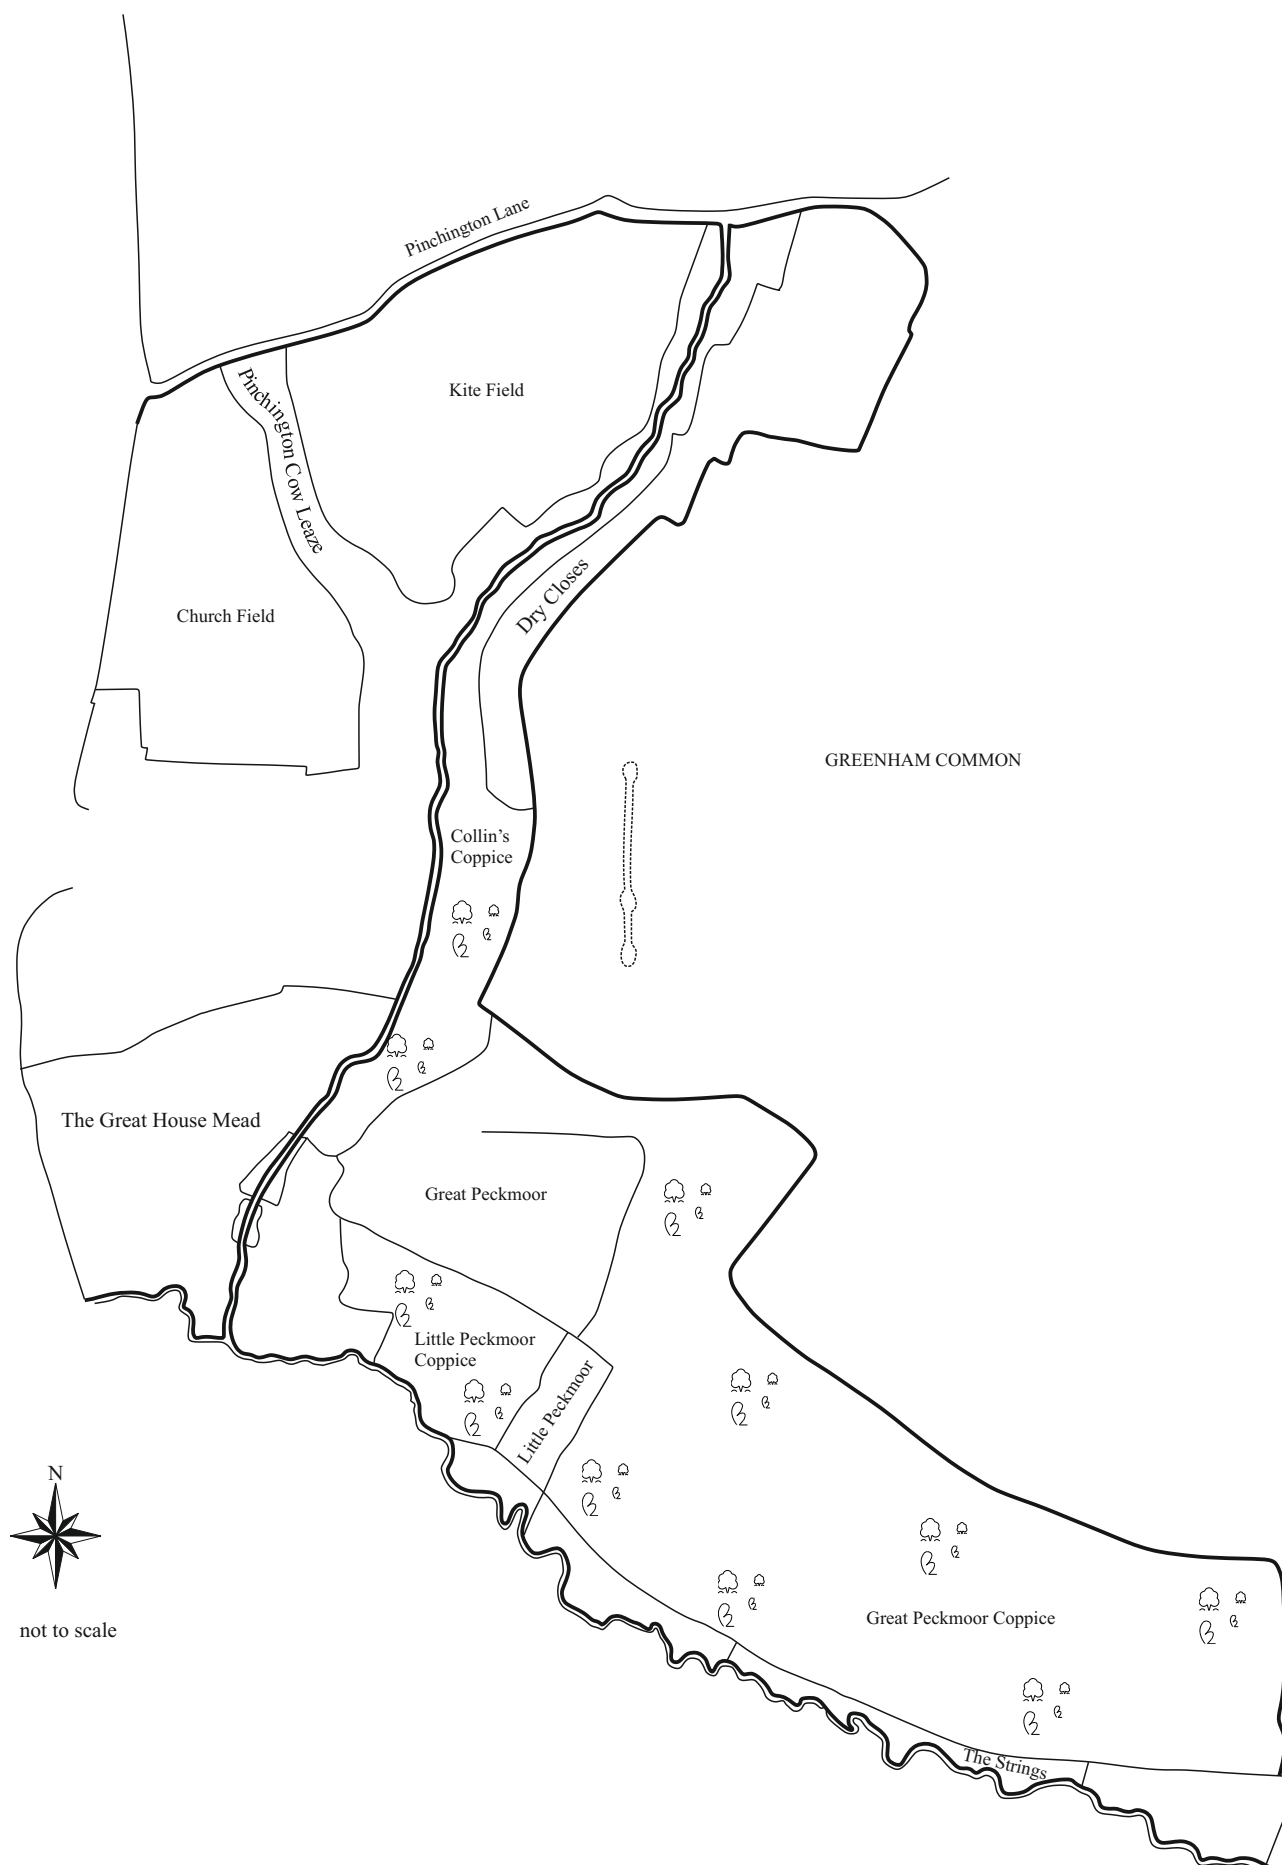 Pinchington Lane
Kite Field
Pinchington Cow Leaze
Church Field
Dry Closes
GREENHAM COMMON
Collin’s
Coppice
The Great House Mead
Great Peckmoor
Little Peckmoor
Coppice
Little Peckmoor
N
not to scale
Great Peckmoor Coppice
The Strings